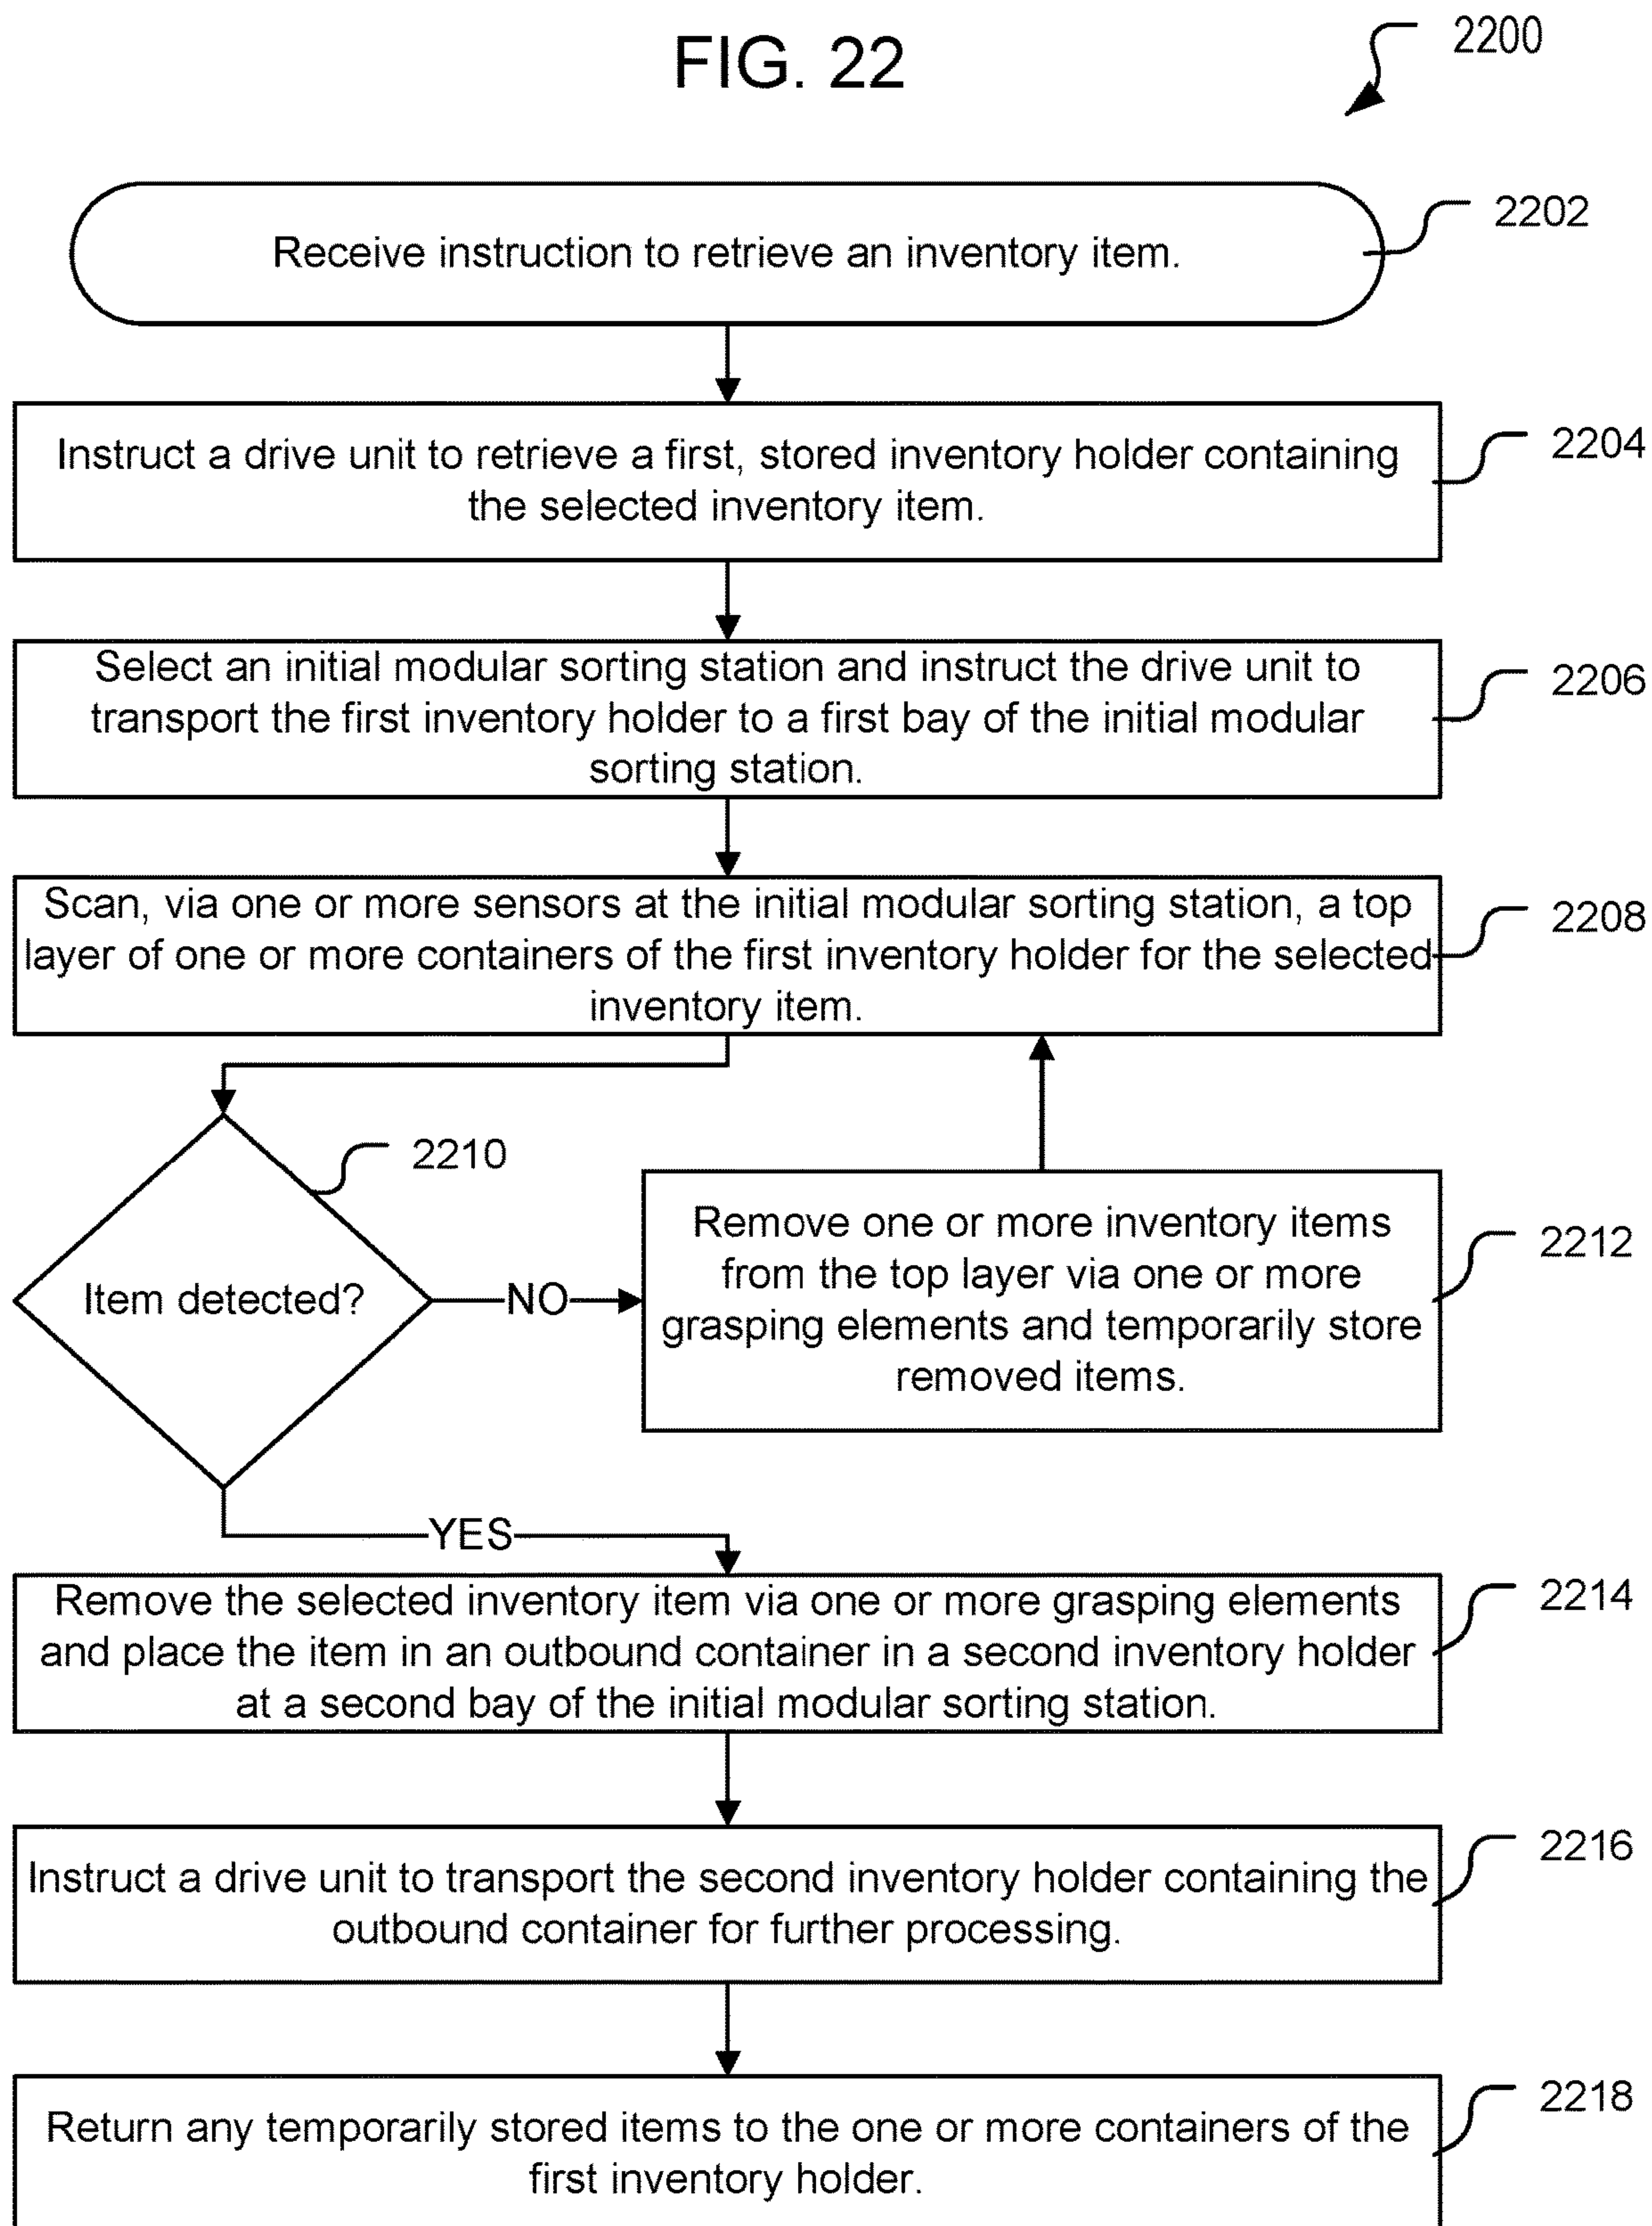 FIG. 22
2200
Receive instruction to retrieve an inventory item.
2202
Instruct a drive unit to retrieve a first, stored inventory holder containing
the selected inventory item.
2204
Select an initial modular sorting station and instruct the drive unit to
transport the first inventory holder to a first bay of the initial modular
sorting station.
2206
Scan, via one or more sensors at the initial modular sorting station, a top
layer of one or more containers of the first inventory holder for the selected
inventory item.
2208
Item detected?
2210
NO
Remove one or more inventory items
from the top layer via one or more
grasping elements and temporarily store
removed items.
2212
YES
Remove the selected inventory item via one or more grasping elements
and place the item in an outbound container in a second inventory holder
at a second bay of the initial modular sorting station.
2214
Instruct a drive unit to transport the second inventory holder containing the
outbound container for further processing.
2216
Return any temporarily stored items to the one or more containers of the
first inventory holder.
2218